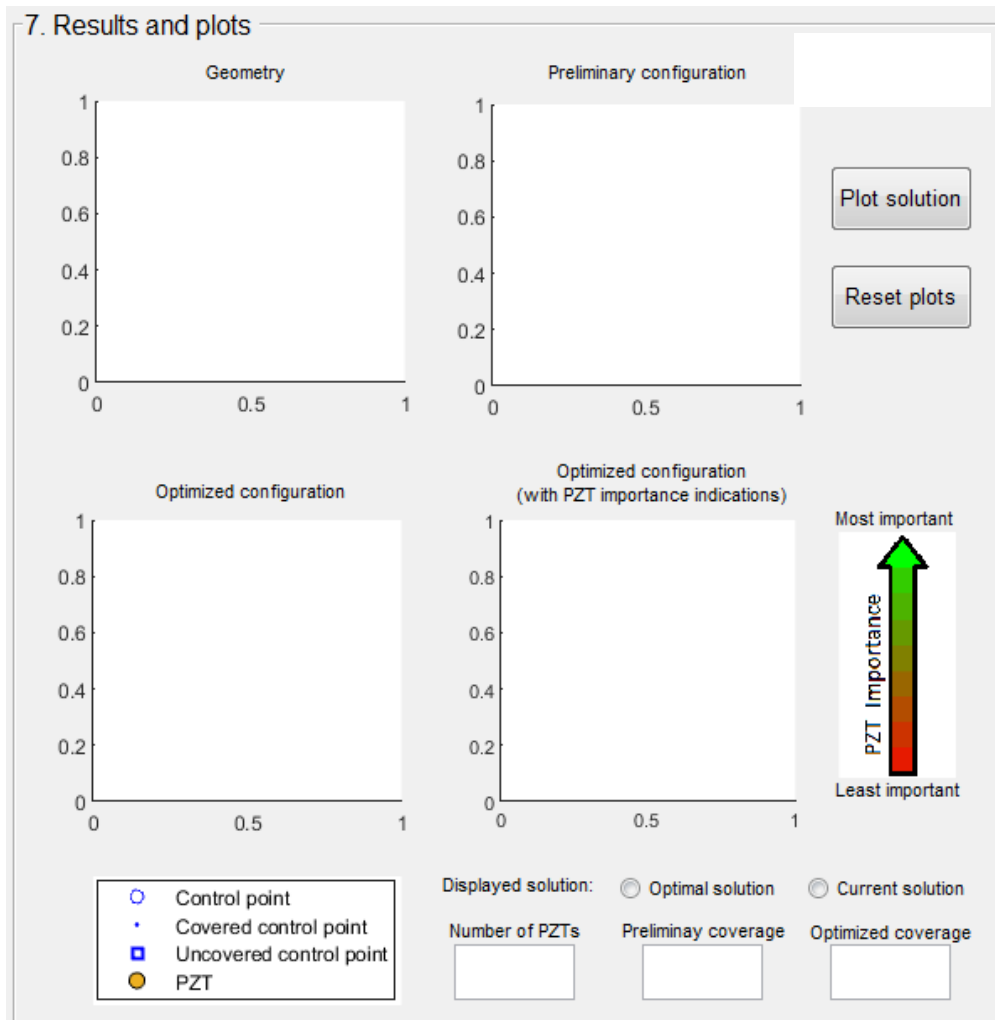 7. Results and plots
Geometry
1
0.8
0.6
0.4
0.2
0
0 0.5 1
Preliminary configuration
1
0.8
0.6
0.4
0.2
0
0 0.5 1
Plot solution
Reset plots
Optimized configuration
1
0.8
0.6
0.4
0.2
0
0 0.5 1
Optimized configuration
(with PZT importance indications)
1
0.8
0.6
0.4
0.2
0
0 0.5 1
Most important
PZT Importance
Least important
Control point
Covered control point
Uncovered control point
PZT
Displayed solution: Optimal solution Current solution
Number of PZTs Preliminay coverage Optimized coverage